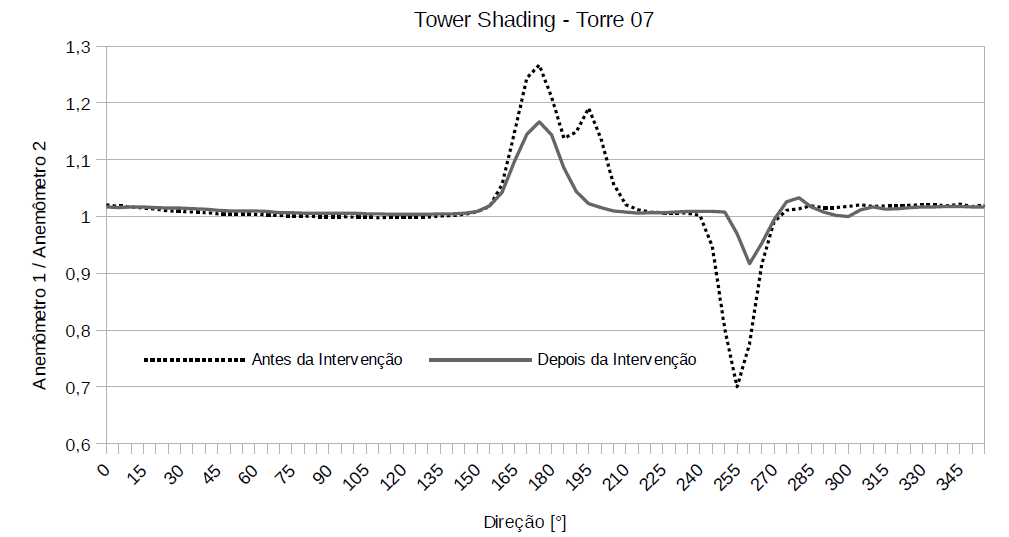 Tower Shading - Torre 07
Anemômetro 1 / Anemômetro 2
1,3
1,2
1,1
1
0,9
0,8
0,7
0,6
Antes da Intervenção Depois da Intervenção
0 15 30 45 60 75 90 105 120 135 150 165 180 195 210 225 240 255 270 285 300 315 330 345
Direção [°]